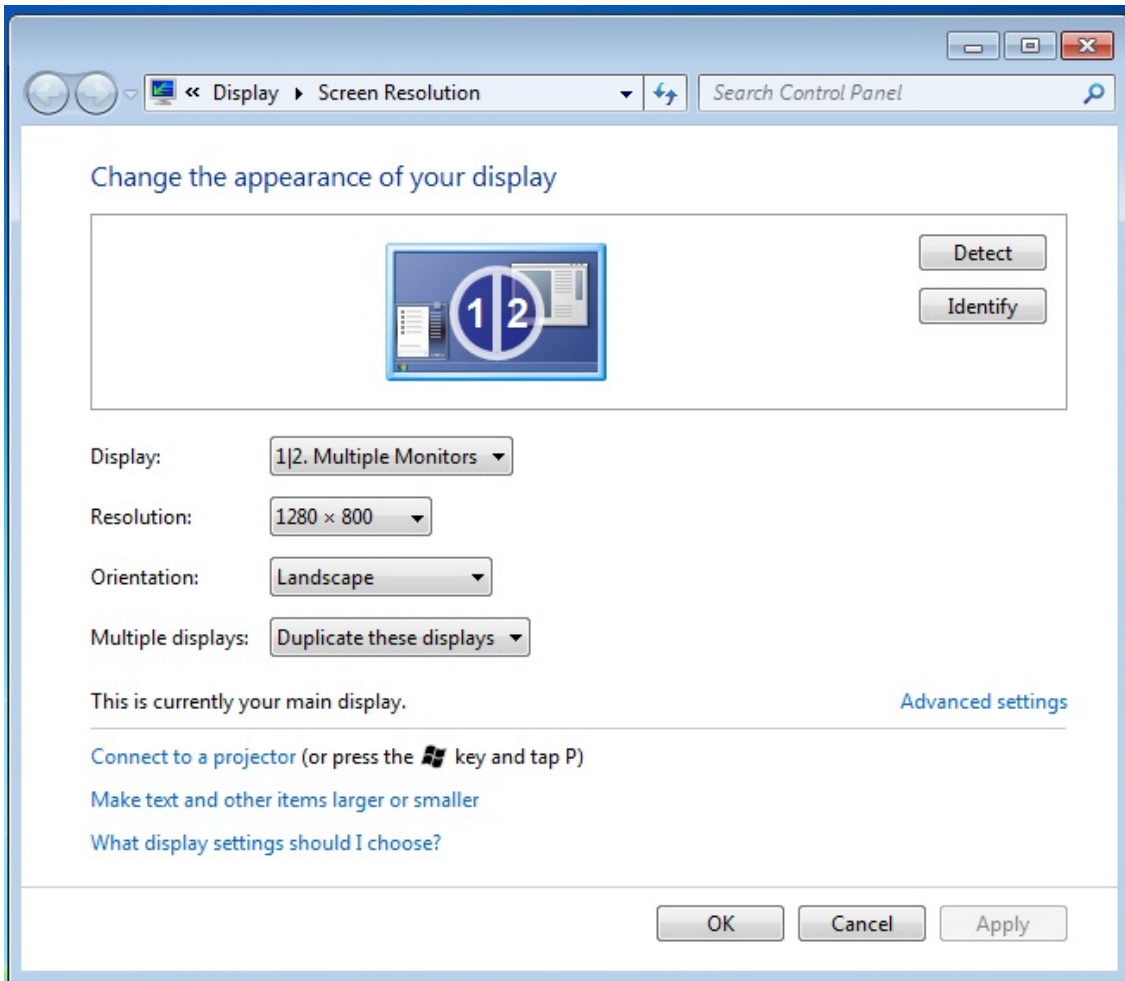 « Display ▸ Screen Resolution Search Control Panel
Change the appearance of your display
1 2
Detect
Identify
Display: 1|2. Multiple Monitors
Resolution: 1280 × 800
Orientation: Landscape
Multiple displays: Duplicate these displays
This is currently your main display. Advanced settings
Connect to a projector (or press the key and tap P)
Make text and other items larger or smaller
What display settings should I choose?
OK Cancel Apply